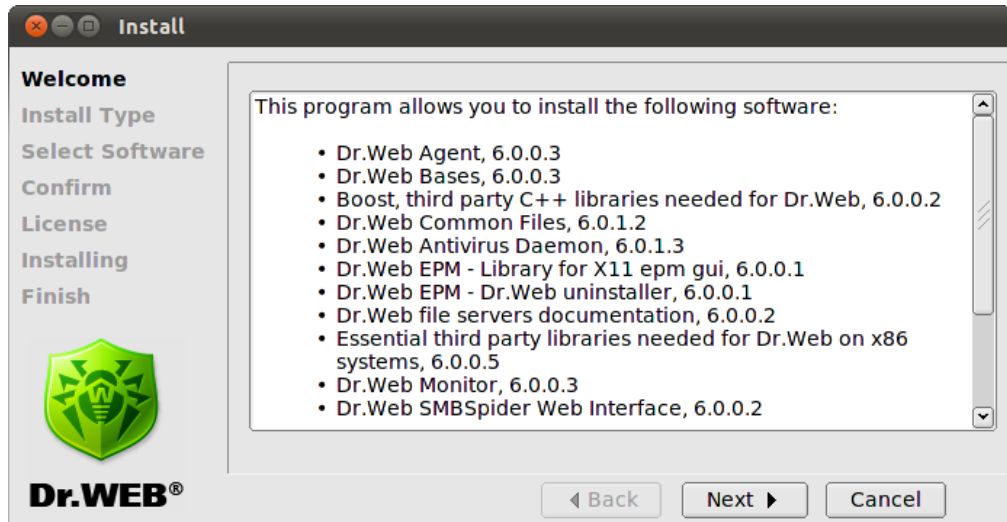 Install
Welcome
Install Type
Select Software
Confirm
License
Installing
Finish
Dr.WEB®
This program allows you to install the following software:
• Dr.Web Agent, 6.0.0.3
• Dr.Web Bases, 6.0.0.3
• Boost, third party C++ libraries needed for Dr.Web, 6.0.0.2
• Dr.Web Common Files, 6.0.1.2
• Dr.Web Antivirus Daemon, 6.0.1.3
• Dr.Web EPM - Library for X11 epm gui, 6.0.0.1
• Dr.Web EPM - Dr.Web uninstaller, 6.0.0.1
• Dr.Web file servers documentation, 6.0.0.2
• Essential third party libraries needed for Dr.Web on x86
systems, 6.0.0.5
• Dr.Web Monitor, 6.0.0.3
• Dr.Web SMBSpider Web Interface, 6.0.0.2
Back
Next
Cancel